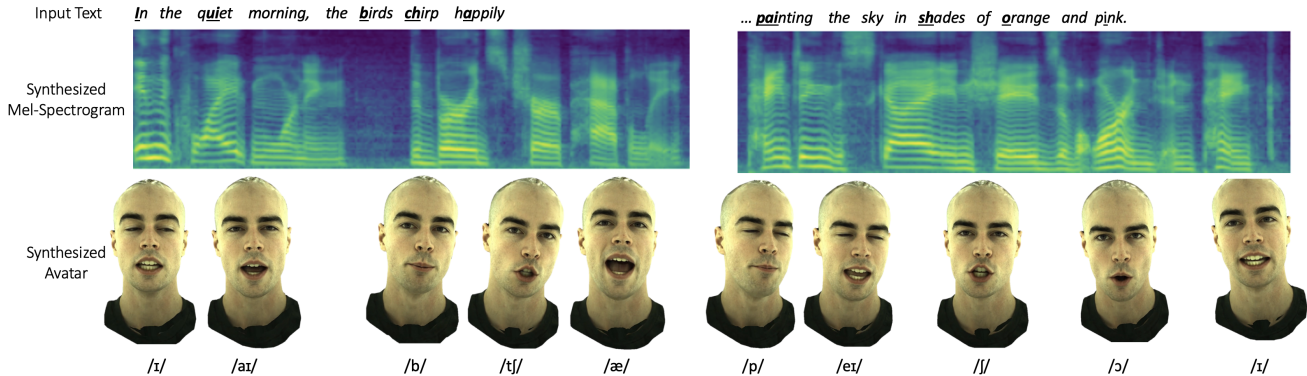 Input Text
In the quiet morning, the birds chirp happily
... painting the sky in shades of orange and pink.
Synthesized
Mel-Spectrogram
Synthesized
Avatar
/ɪ/ /aɪ/ /b/ /tʃ/ /æ/ /p/ /eɪ/ /ʃ/ /ɔ/ /ɪ/